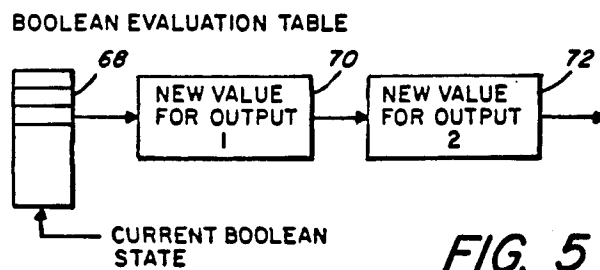 BOOLEAN EVALUATION TABLE
68
70
72
NEW VALUE
FOR OUTPUT
1
NEW VALUE
FOR OUTPUT
2
CURRENT BOOLEAN
STATE
FIG. 5